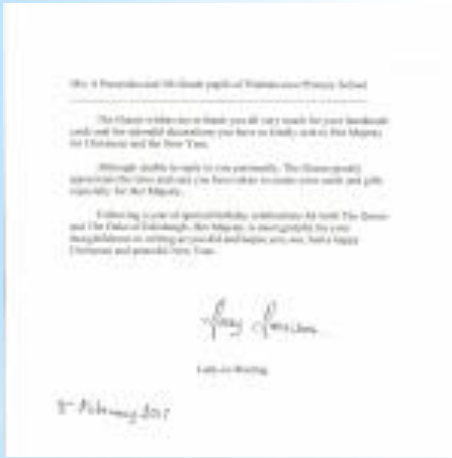 The Queen wishes me to thank you all very much for your handmade
cards and the splendid decorations you have so kindly sent to Her Majesty
for Christmas and the New Year.
Although unable to reply to you personally, The Queen greatly
appreciates the time and care you have taken to create your cards and gifts
especially for Her Majesty.
Following a year of special birthday celebrations for both The Queen
and The Duke of Edinburgh, Her Majesty is most grateful for your
thoughtfulness in writing as you did and hopes you, too, had a happy
Christmas and peaceful New Year.
Lady-in-Waiting
February